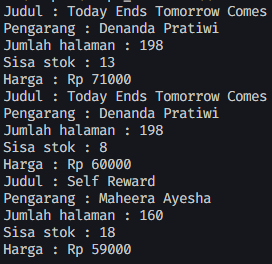 Judul : Today Ends Tomorrow Comes
Pengarang : Denanda Pratiwi
Jumlah halaman : 198
Sisa stok : 13
Harga : Rp 71000
Judul : Today Ends Tomorrow Comes
Pengarang : Denanda Pratiwi
Jumlah halaman : 198
Sisa stok : 8
Harga : Rp 60000
Judul : Self Reward
Pengarang : Maheera Ayesha
Jumlah halaman : 160
Sisa stok : 18
Harga : Rp 59000